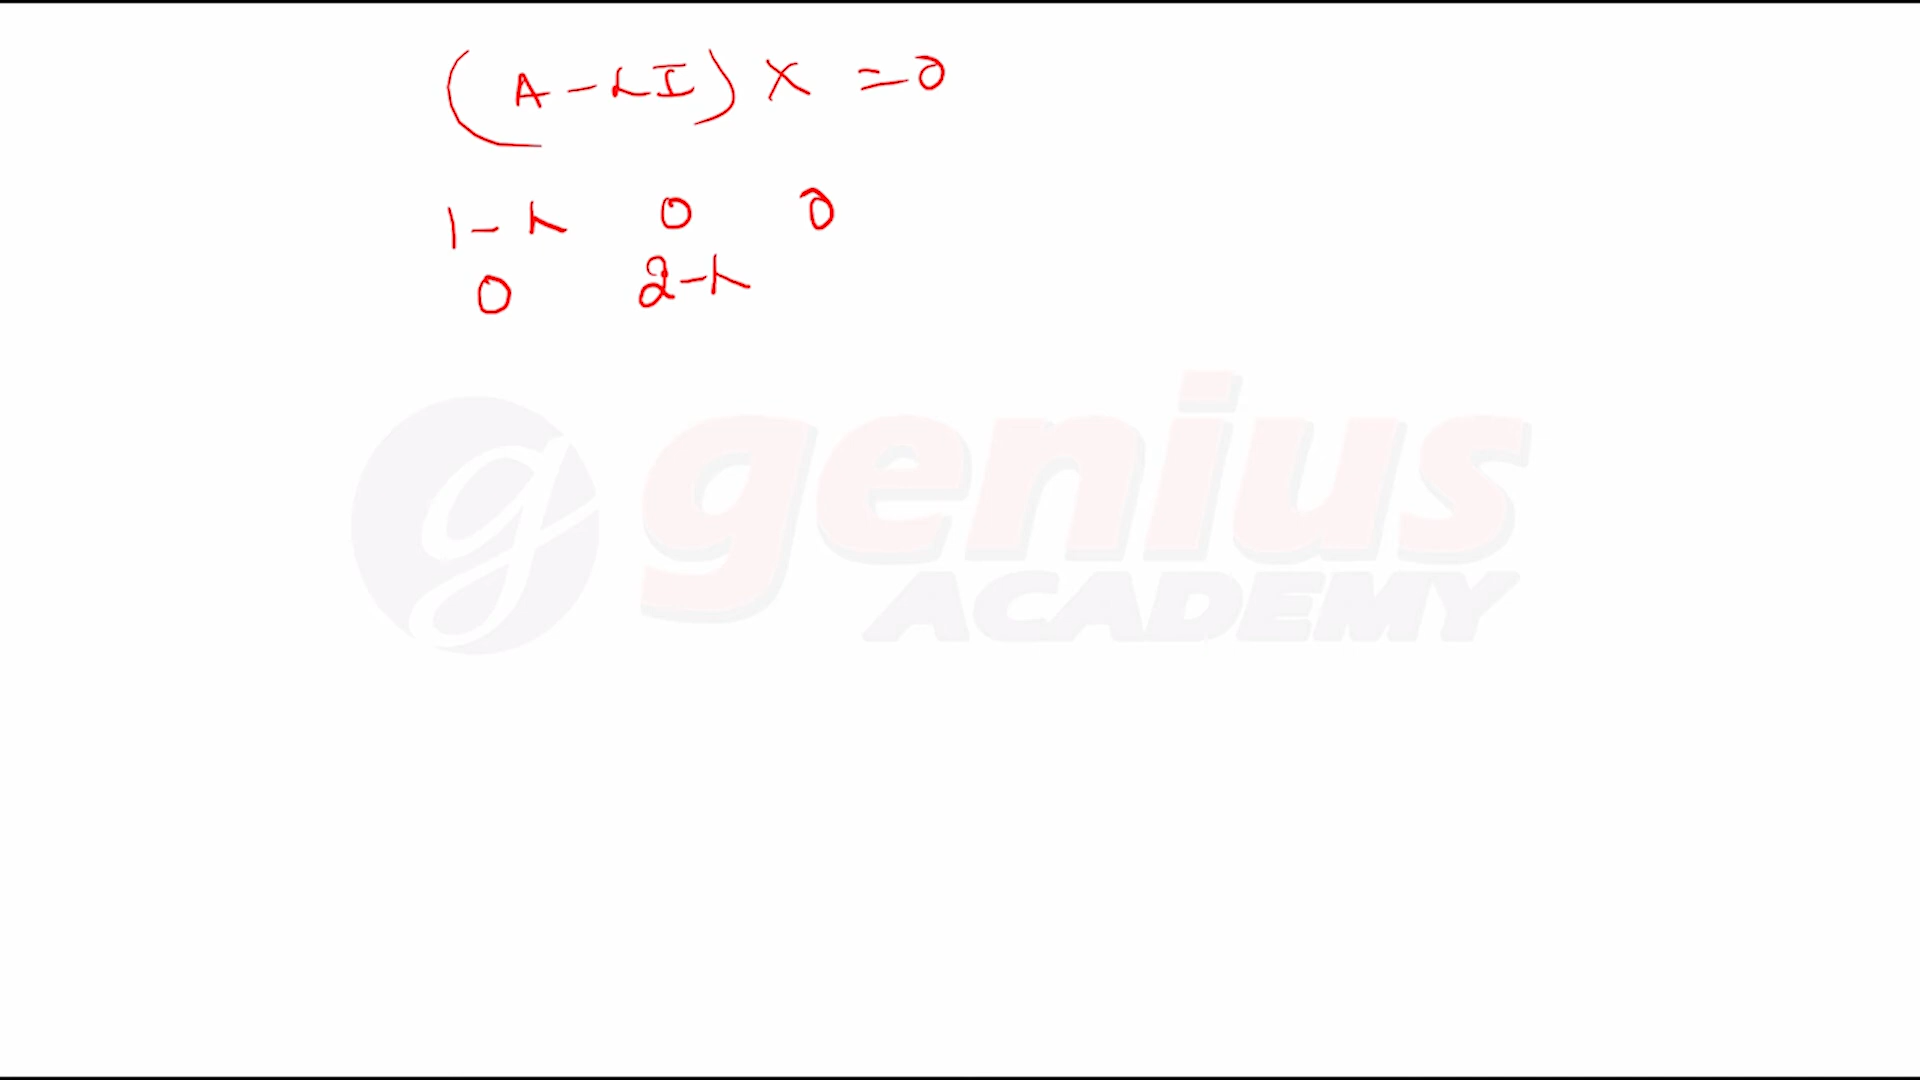 (A-λI) X =0
1-λ 0 0
0 2-λ
genius
ACADEMY